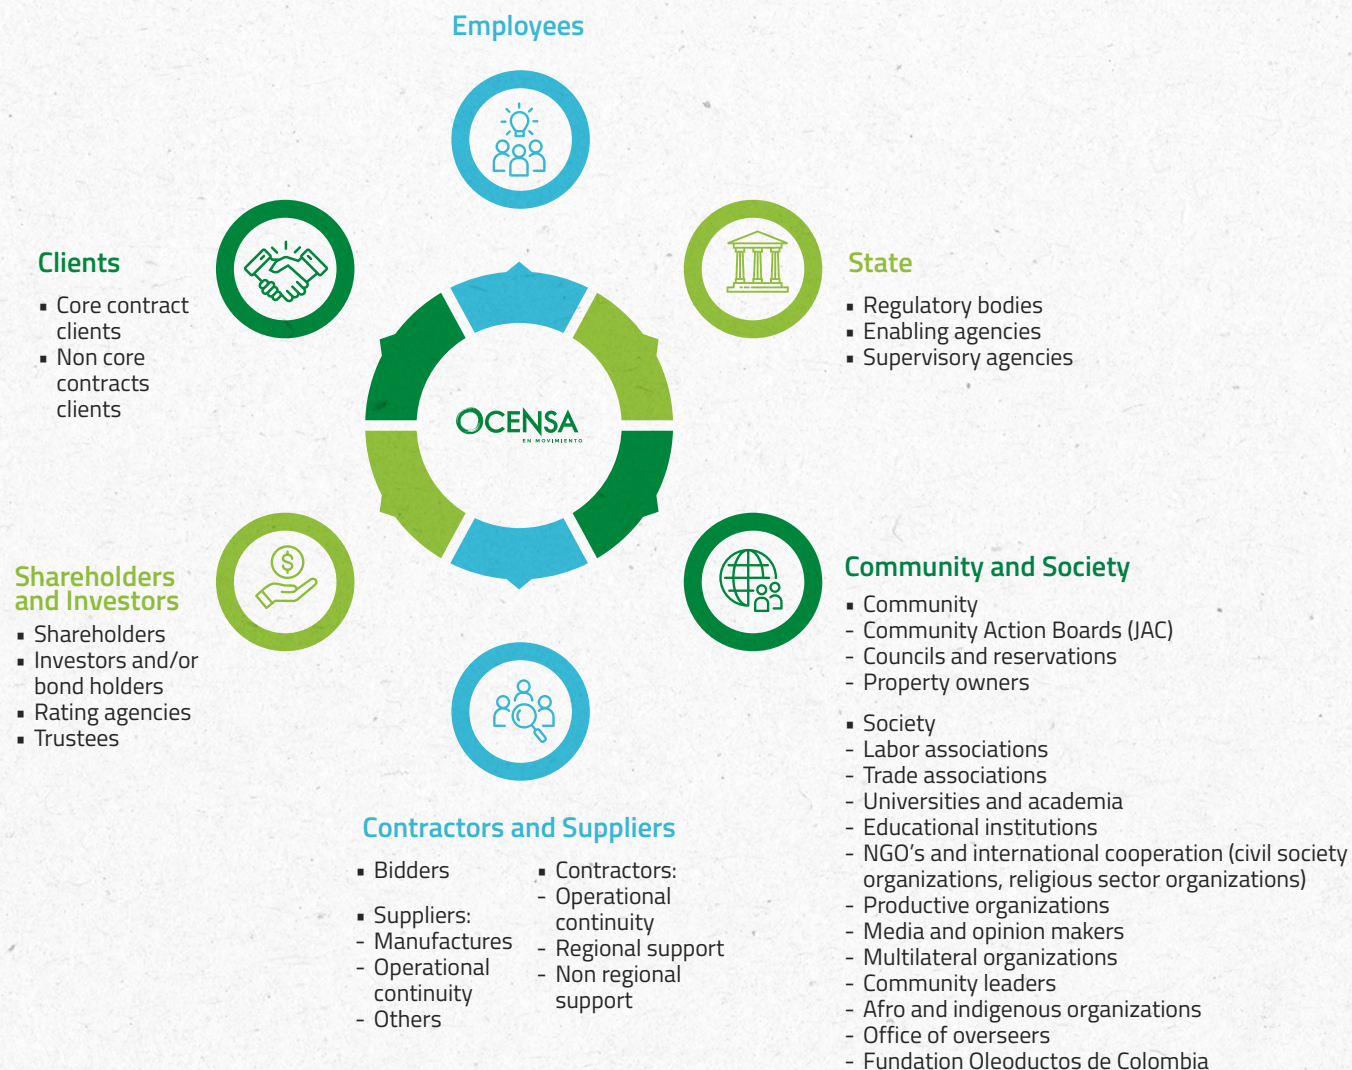 Employees
Clients
▪ Core contract
clients
▪ Non core
contracts
clients
State
▪ Regulatory bodies
▪ Enabling agencies
▪ Supervisory agencies
OCENSA
EN MOVIMIENTO
Shareholders
and Investors
▪ Shareholders
▪ Investors and/or
bond holders
▪ Rating agencies
▪ Trustees
Community and Society
▪ Community
- Community Action Boards (JAC)
- Councils and reservations
- Property owners
▪ Society
- Labor associations
- Trade associations
- Universities and academia
- Educational institutions
- NGO's and international cooperation (civil society
organizations, religious sector organizations)
- Productive organizations
- Media and opinion makers
- Multilateral organizations
- Community leaders
- Afro and indigenous organizations
- Office of overseers
- Fundation Oleoductos de Colombia
Contractors and Suppliers
▪ Bidders
▪ Suppliers:
- Manufactures
- Operational
continuity
- Others
▪ Contractors:
- Operational
continuity
- Regional support
- Non regional
support